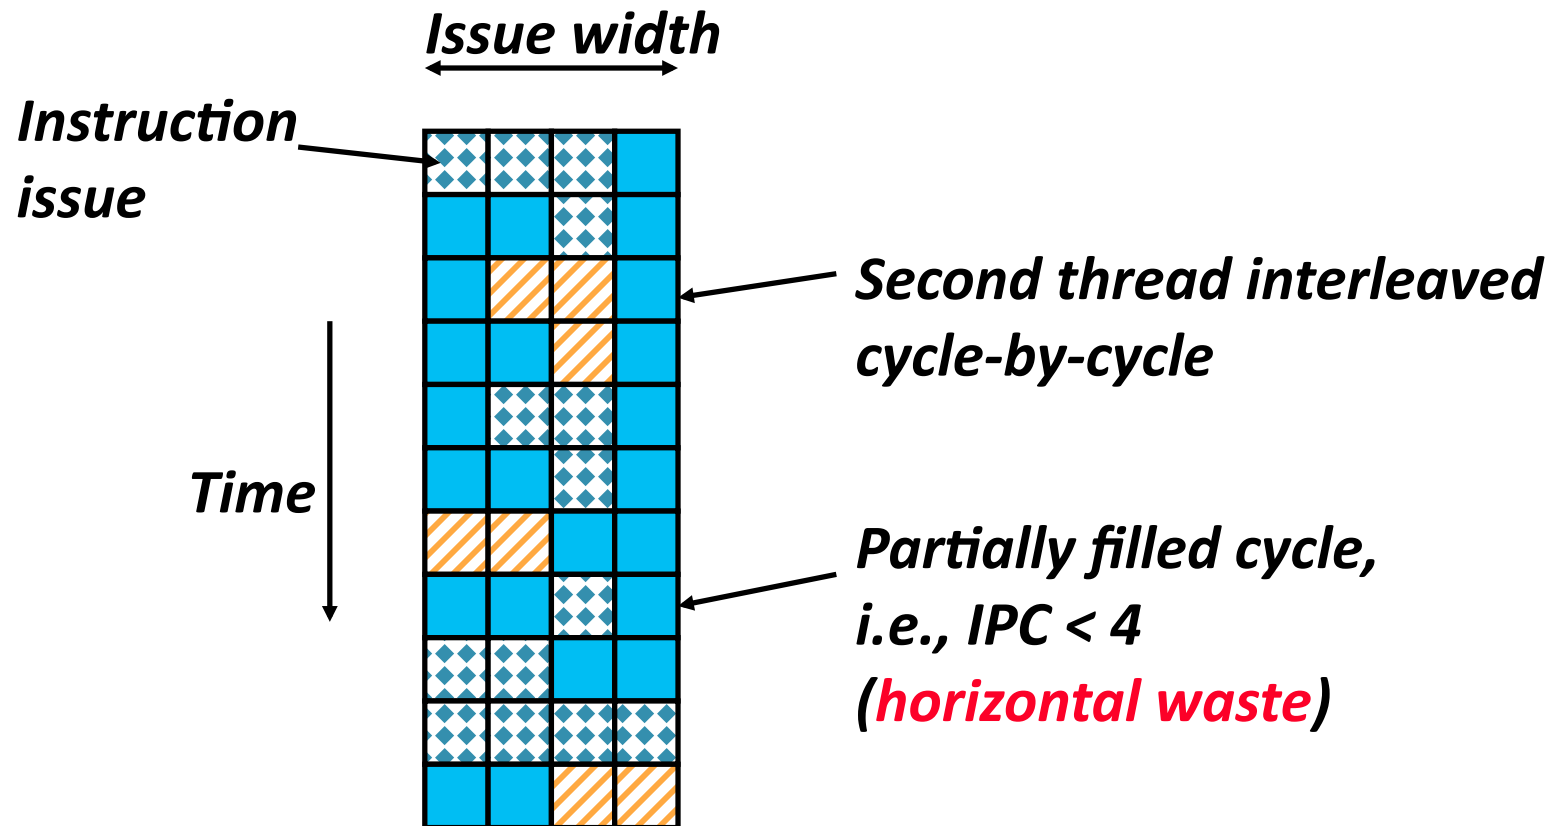 Issue width
Instruction
issue
Second thread interleaved
cycle-by-cycle
Time
Partially filled cycle,
i.e., IPC < 4
(horizontal waste)